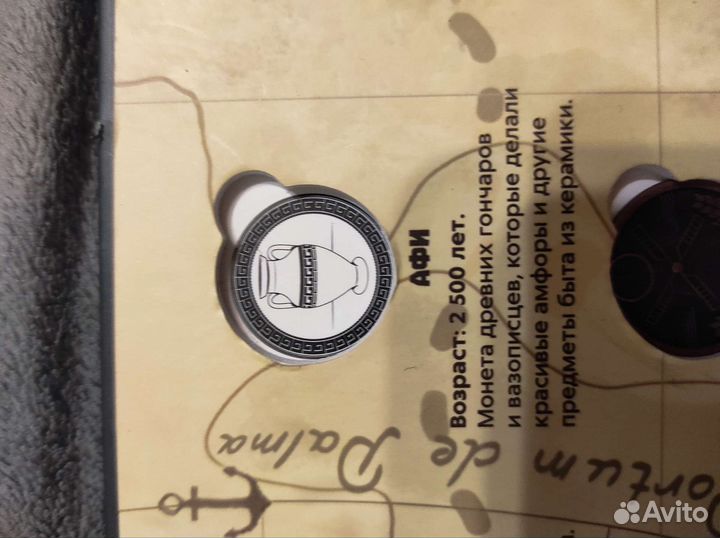 АФИ
Возраст: 2 500 лет.
Монета древних гончаров
и вазописцев, которые делали
красивые амфоры и другие
предметы быта из керамики.
Portum de Palma
Avito